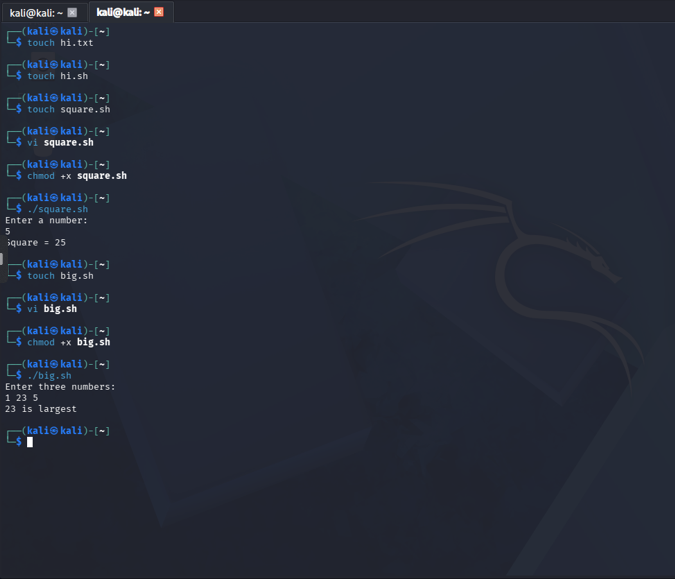 kali@kali: ~
kali@kali: ~
┌──(kali㉿kali)-[~]
└─$ touch hi.txt
┌──(kali㉿kali)-[~]
└─$ touch hi.sh
┌──(kali㉿kali)-[~]
└─$ touch square.sh
┌──(kali㉿kali)-[~]
└─$ vi square.sh
┌──(kali㉿kali)-[~]
└─$ chmod +x square.sh
┌──(kali㉿kali)-[~]
└─$ ./square.sh
Enter a number:
5
Square = 25
┌──(kali㉿kali)-[~]
└─$ touch big.sh
┌──(kali㉿kali)-[~]
└─$ vi big.sh
┌──(kali㉿kali)-[~]
└─$ chmod +x big.sh
┌──(kali㉿kali)-[~]
└─$ ./big.sh
Enter three numbers:
1 23 5
23 is largest
┌──(kali㉿kali)-[~]
└─$